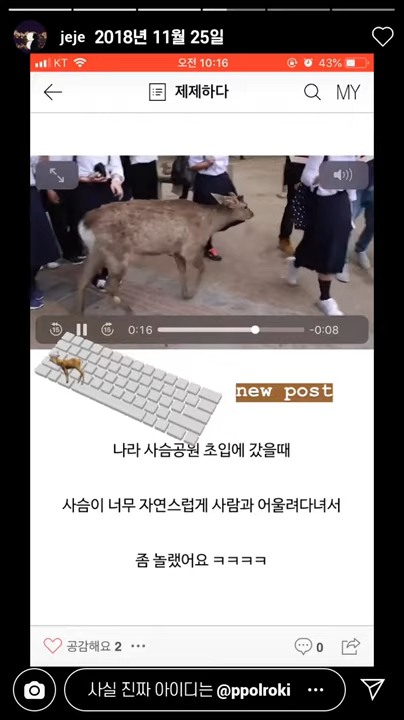 jeje 2018년 11월 25일
KT 오전 10:16 43%
제제하다 MY
15 15 0:16 -0:08
new post
나라 사슴공원 초입에 갔을때
사슴이 너무 자연스럽게 사람과 어울려다녀서
좀 놀랬어요 ㅋㅋㅋㅋ
공감해요 2 ••• 0
사실 진짜 아이디는 @ppolroki •••